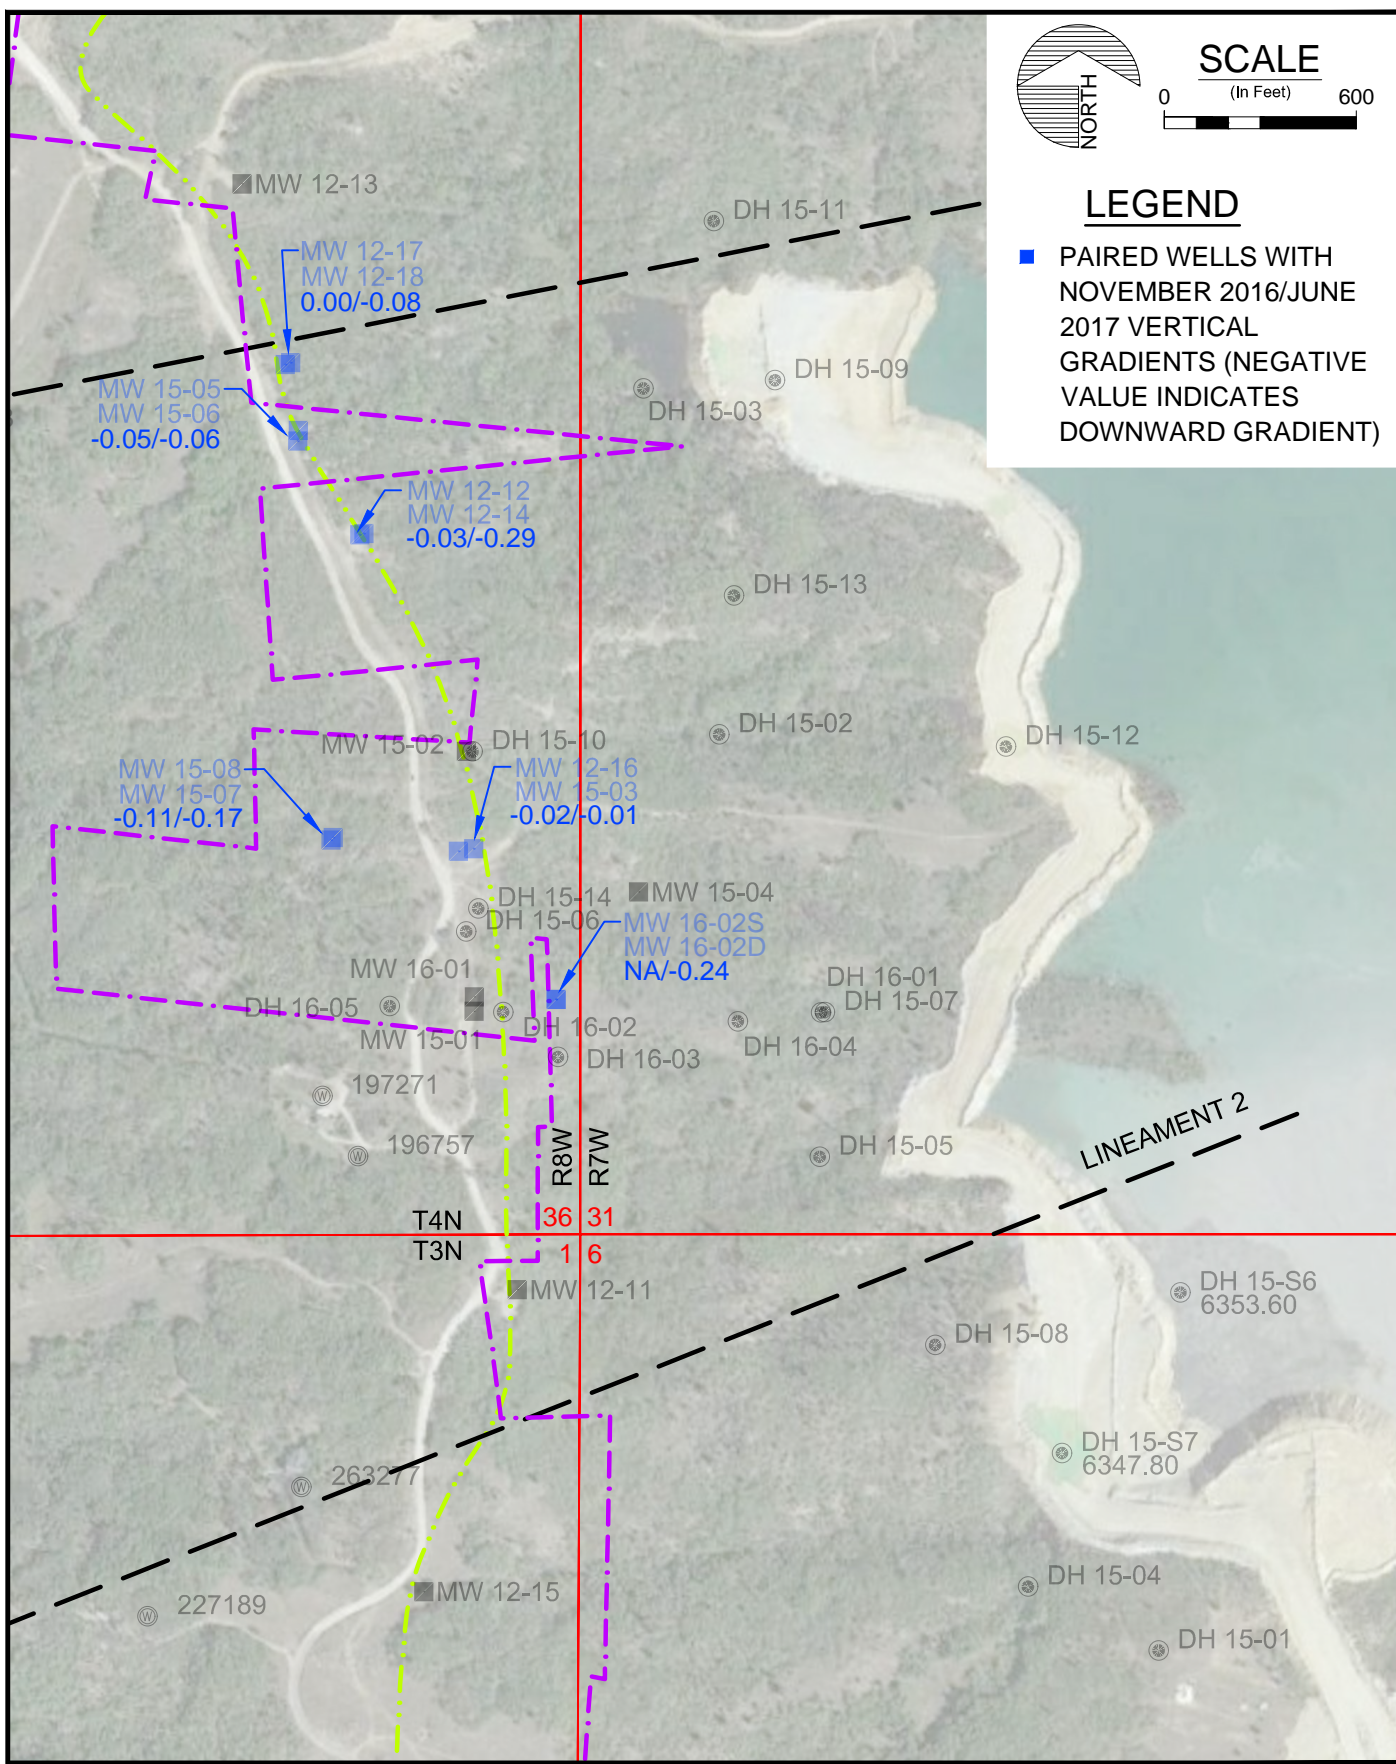 SCALE
(In Feet)
0 600
NORTH
LEGEND
PAIRED WELLS WITH
NOVEMBER 2016/JUNE
2017 VERTICAL
GRADIENTS (NEGATIVE
VALUE INDICATES
DOWNWARD GRADIENT)
MW 12-13
DH 15-11
MW 12-17
MW 12-18
0.00/-0.08
MW 15-05
MW 15-06
-0.05/-0.06
DH 15-09
DH 15-03
MW 12-12
MW 12-14
-0.03/-0.29
DH 15-13
DH 15-02
DH 15-12
MW 15-02
DH 15-10
MW 15-08
MW 15-07
-0.11/-0.17
MW 12-16
MW 15-03
-0.02/-0.01
MW 15-04
DH 15-14
DH 15-06
MW 16-02S
MW 16-02D
NA/-0.24
MW 16-01
DH 16-05
MW 15-01
DH 16-02
DH 16-03
DH 16-01
DH 15-07
DH 16-04
W 197271
W 196757
DH 15-05
LINEAMENT 2
R8W
R7W
T4N
36 31
T3N
1 6
MW 12-11
DH 15-S6
6353.60
DH 15-08
DH 15-S7
6347.80
W 263277
MW 12-15
W 227189
DH 15-04
DH 15-01